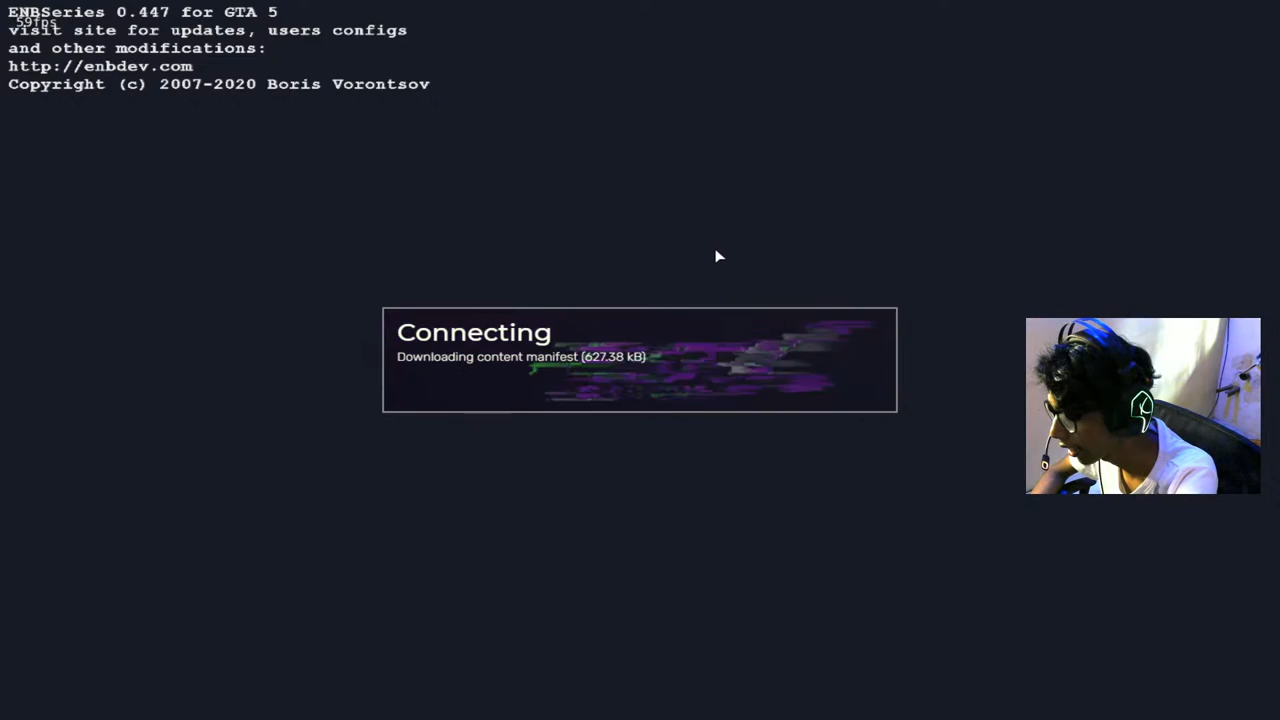 ENBSeries 0.447 for GTA 5
59fps
visit site for updates, users configs
and other modifications:
http://enbdev.com
Copyright (c) 2007-2020 Boris Vorontsov
Connecting
Downloading content manifest (627.38 kB)